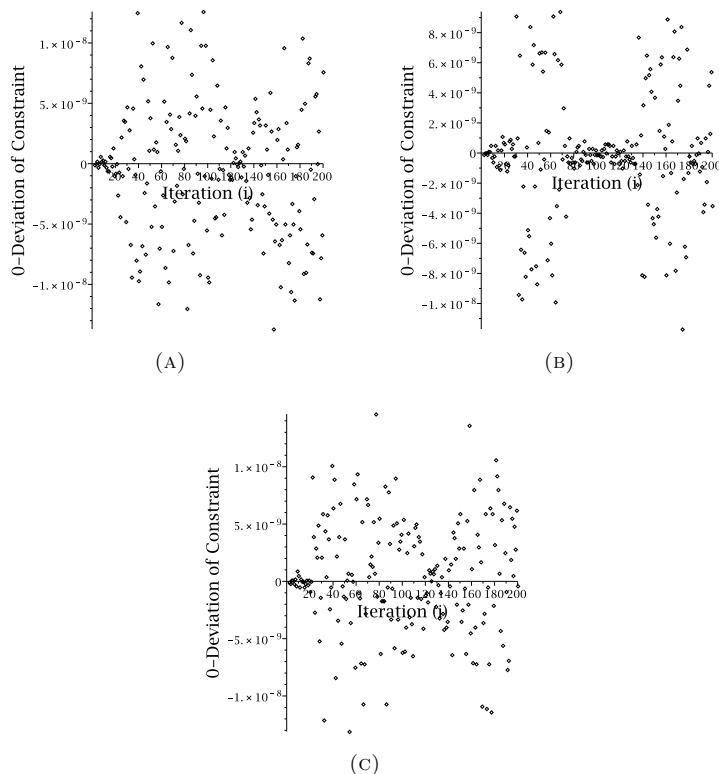 0–Deviation of Constraint
1.×10⁻⁸
5.×10⁻⁹
0
−5.×10⁻⁹
−1.×10⁻⁸
20 40 60 80 100 120 140 160 180 200
Iteration (i)
(A)
0–Deviation of Constraint
8.×10⁻⁹
6.×10⁻⁹
4.×10⁻⁹
2.×10⁻⁹
0
−2.×10⁻⁹
−4.×10⁻⁹
−6.×10⁻⁹
−8.×10⁻⁹
−1.×10⁻⁸
20 40 60 80 100 120 140 160 180 200
Iteration (i)
(B)
0–Deviation of Constraint
1.×10⁻⁸
5.×10⁻⁹
0
−5.×10⁻⁹
−1.×10⁻⁸
20 40 60 80 100 120 140 160 180 200
Iteration (i)
(C)